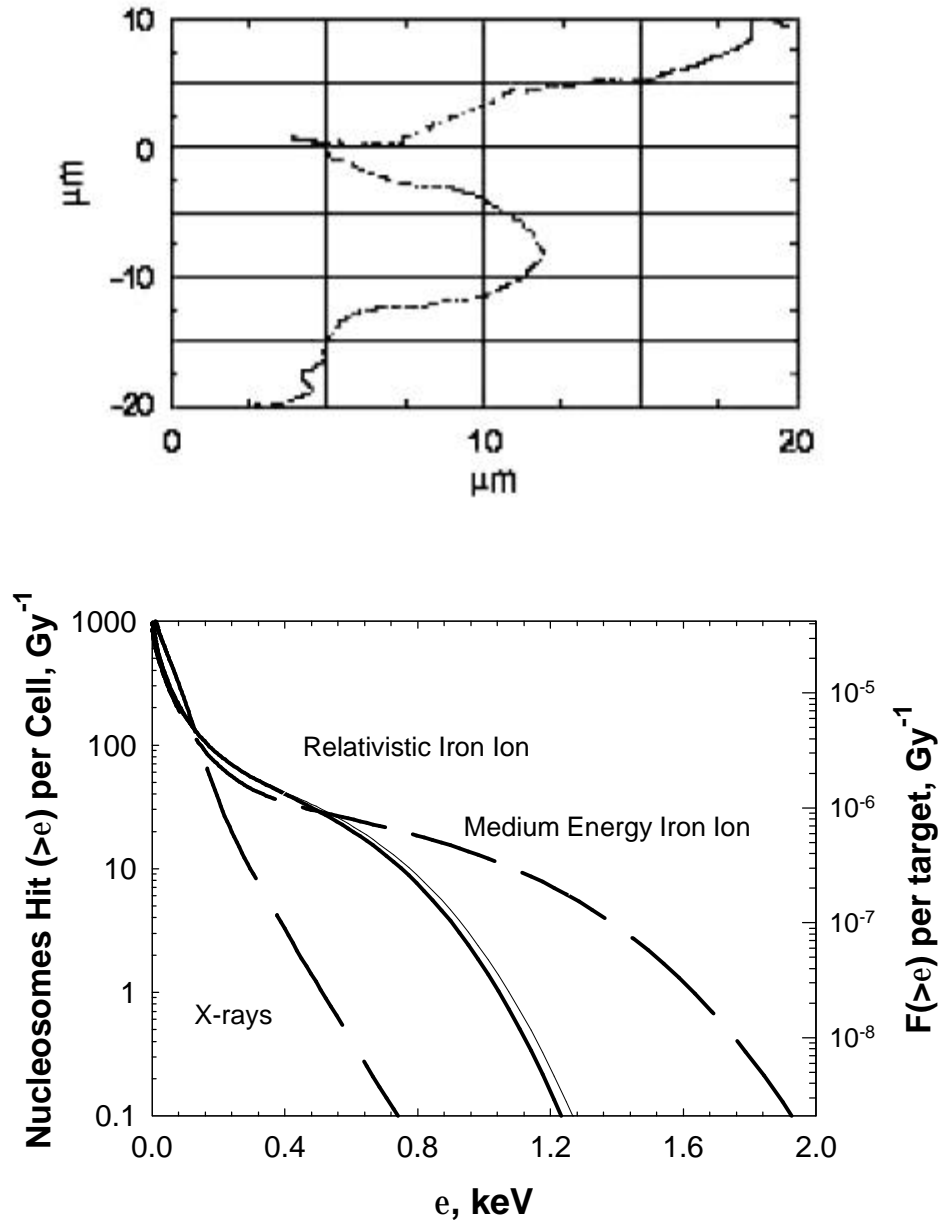 10
0
-10
-20
μm
0
10
20
μm
Nucleosomes Hit (>e) per Cell, Gy-1
1000
100
10
1
0.1
Relativistic Iron Ion
Medium Energy Iron Ion
X-rays
10-5
10-6
10-7
10-8
F(>e) per target, Gy-1
0.0
0.4
0.8
1.2
1.6
2.0
e, keV